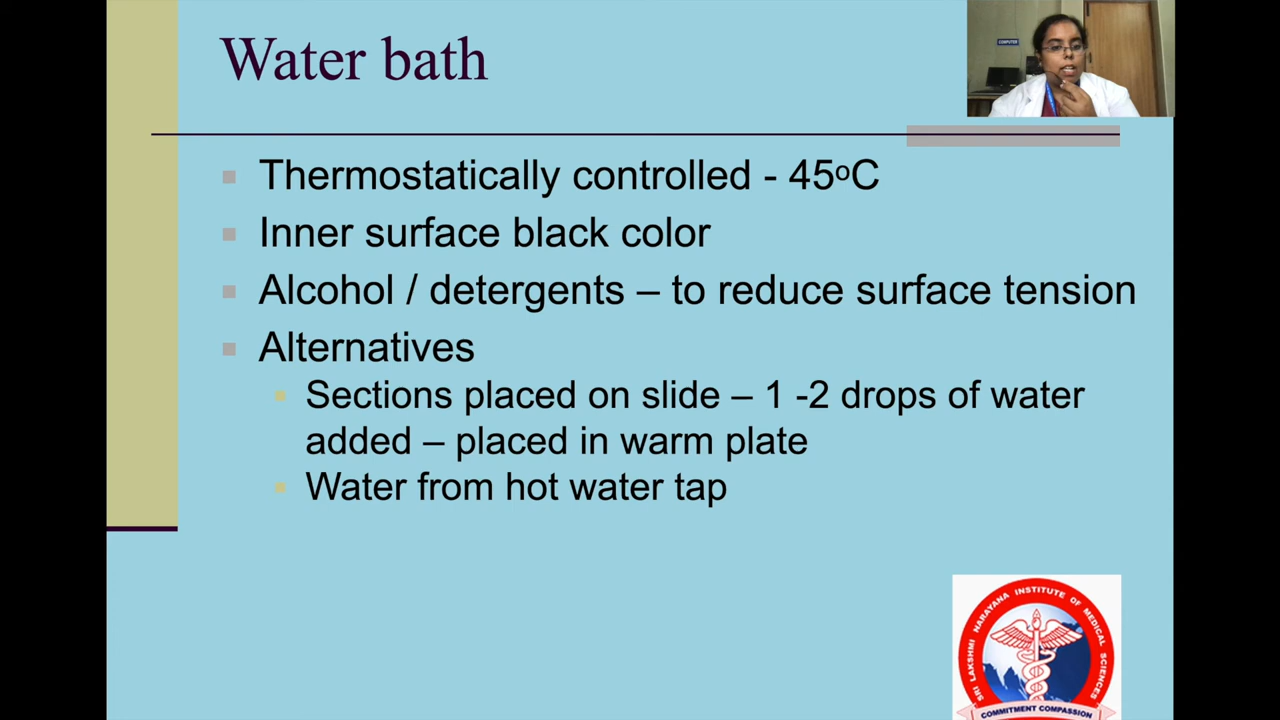 Water bath
COMPUTER
Thermostatically controlled - 45oC
Inner surface black color
Alcohol / detergents – to reduce surface tension
Alternatives
Sections placed on slide – 1 -2 drops of water
added – placed in warm plate
Water from hot water tap
SRI LAKSHMI NARAYANA INSTITUTE OF MEDICAL SCIENCES
COMMITMENT COMPASSION